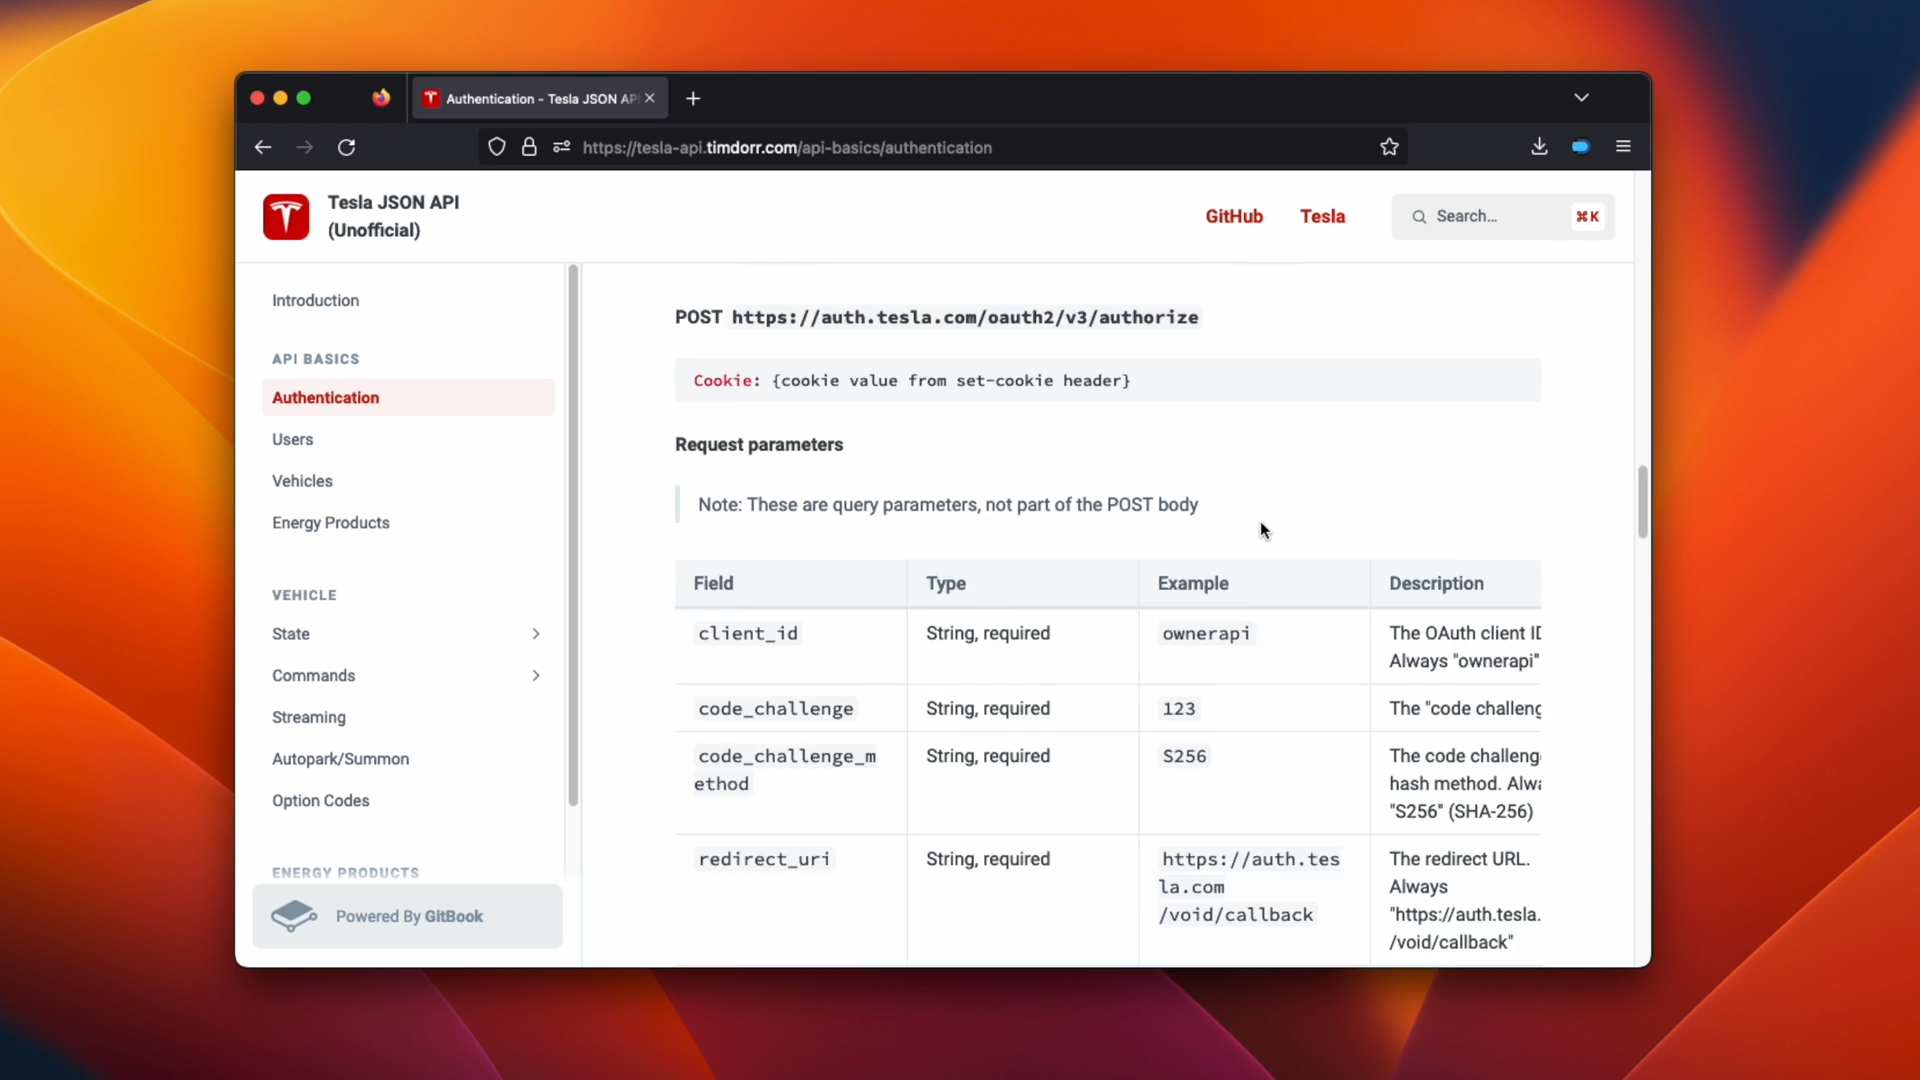 Authentication - Tesla JSON AP
https://tesla-api.timdorr.com/api-basics/authentication
Tesla JSON API
(Unofficial)
GitHub
Tesla
Search...
⌘K
Introduction
API BASICS
Authentication
Users
Vehicles
Energy Products
VEHICLE
State
Commands
Streaming
Autopark/Summon
Option Codes
ENERGY PRODUCTS
Powered By GitBook
POST https://auth.tesla.com/oauth2/v3/authorize
Cookie: {cookie value from set-cookie header}
Request parameters
Note: These are query parameters, not part of the POST body
Field Type Example Description
client_id String, required ownerapi The OAuth client ID
Always "ownerapi"
code_challenge String, required 123 The "code challeng
code_challenge_m String, required S256 The code challeng
ethod hash method. Alwa
"S256" (SHA-256)
redirect_uri String, required https://auth.tes The redirect URL.
la.com Always
/void/callback "https://auth.tesla.
/void/callback"